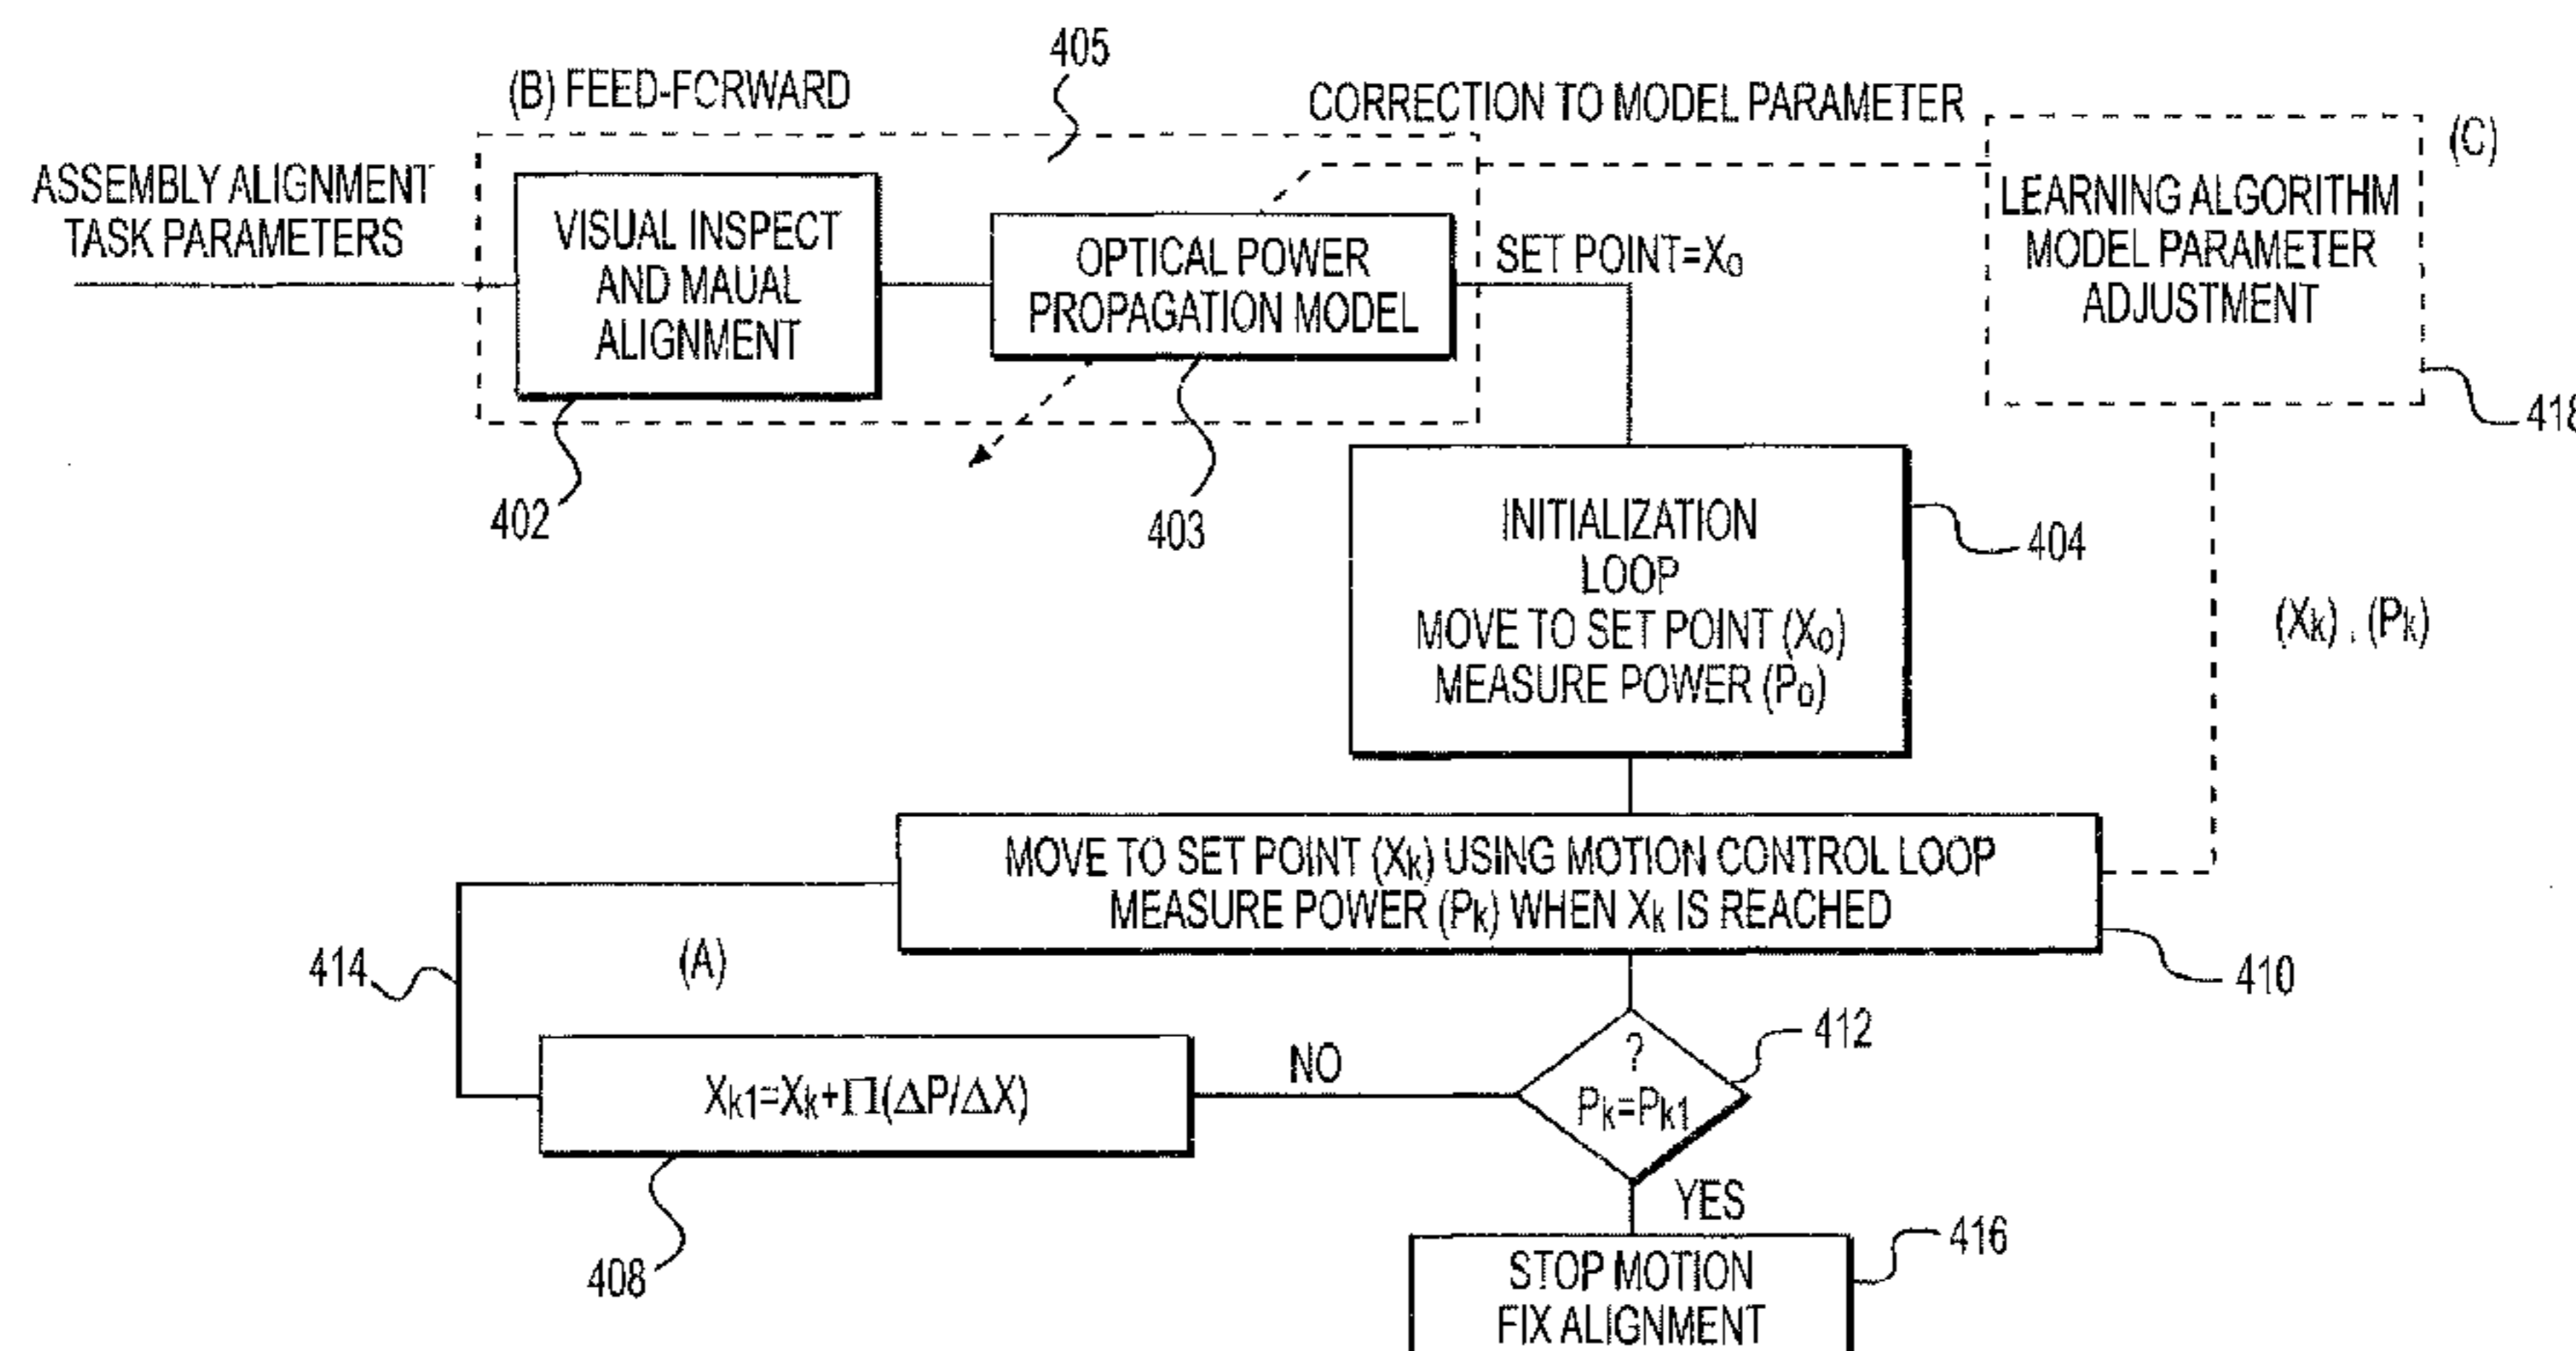 405
(B) FEED-FORWARD
CORRECTION TO MODEL PARAMETER
(C)
ASSEMBLY ALIGNMENT
TASK PARAMETERS
VISUAL INSPECT
AND MAUAL
ALIGNMENT
OPTICAL POWER
PROPAGATION MODEL
SET POINT=X₀
LEARNING ALGORITHM
MODEL PARAMETER
ADJUSTMENT
418
402
403
INITIALIZATION
LOOP
MOVE TO SET POINT (X₀)
MEASURE POWER (P₀)
404
(Xk) , (Pk)
MOVE TO SET POINT (Xk) USING MOTION CONTROL LOOP
MEASURE POWER (Pk) WHEN Xk IS REACHED
410
414
(A)
412
?
Pk=Pk1
NO
Xk1=Xk+Π(ΔP/ΔX)
408
YES
416
STOP MOTION
FIX ALIGNMENT